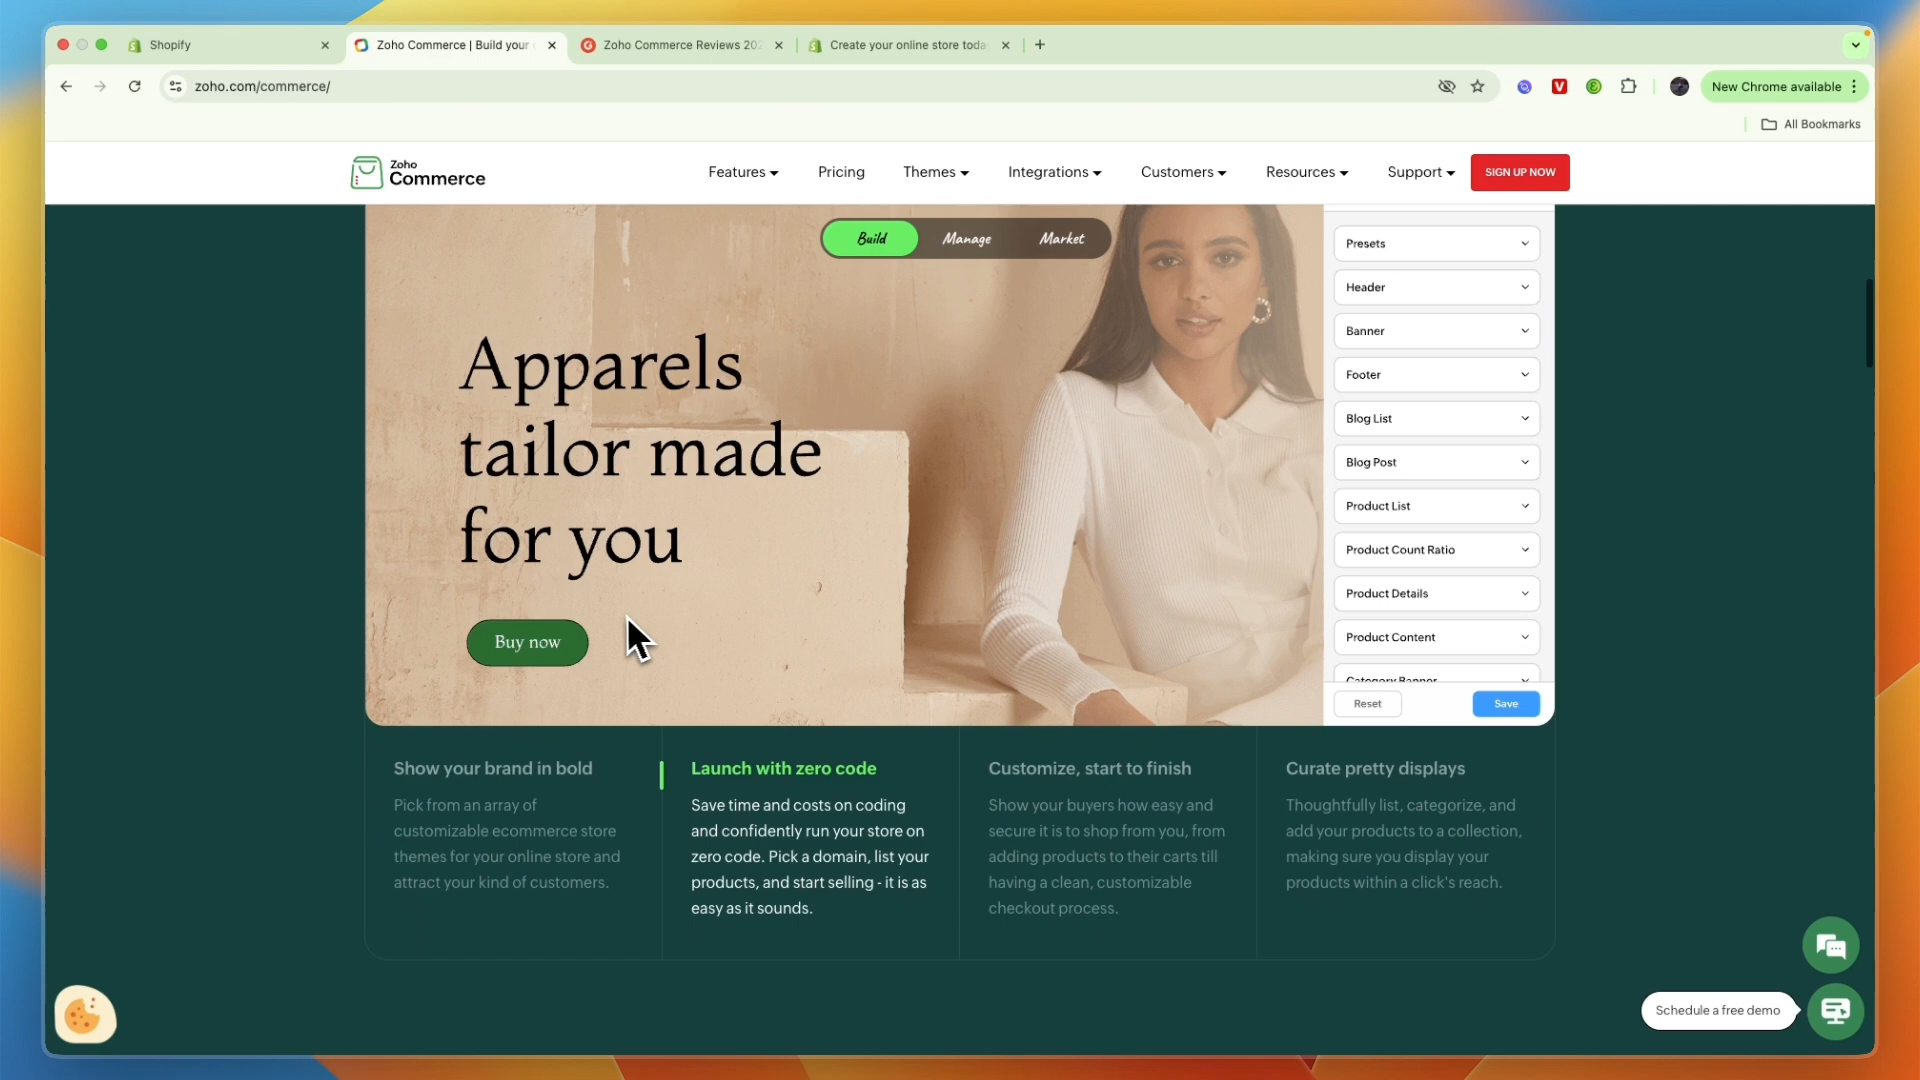 Shopify
Zoho Commerce | Build your
Zoho Commerce Reviews 202
Create your online store toda
zoho.com/commerce/
New Chrome available
All Bookmarks
Zoho
Commerce
Features
Pricing
Themes
Integrations
Customers
Resources
Support
SIGN UP NOW
Build
Manage
Market
Apparels
tailor made
for you
Buy now
Presets
Header
Banner
Footer
Blog List
Blog Post
Product List
Product Count Ratio
Product Details
Product Content
Category Banner
Reset
Save
Show your brand in bold
Pick from an array of
customizable ecommerce store
themes for your online store and
attract your kind of customers.
Launch with zero code
Save time and costs on coding
and confidently run your store on
zero code. Pick a domain, list your
products, and start selling - it is as
easy as it sounds.
Customize, start to finish
Show your buyers how easy and
secure it is to shop from you, from
adding products to their carts till
having a clean, customizable
checkout process.
Curate pretty displays
Thoughtfully list, categorize, and
add your products to a collection,
making sure you display your
products within a click's reach.
Schedule a free demo